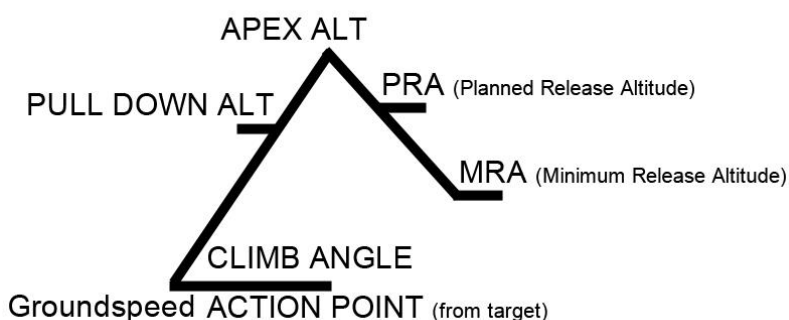 APEX ALT
PRA (Planned Release Altitude)
PULL DOWN ALT
MRA (Minimum Release Altitude)
CLIMB ANGLE
Groundspeed ACTION POINT (from target)